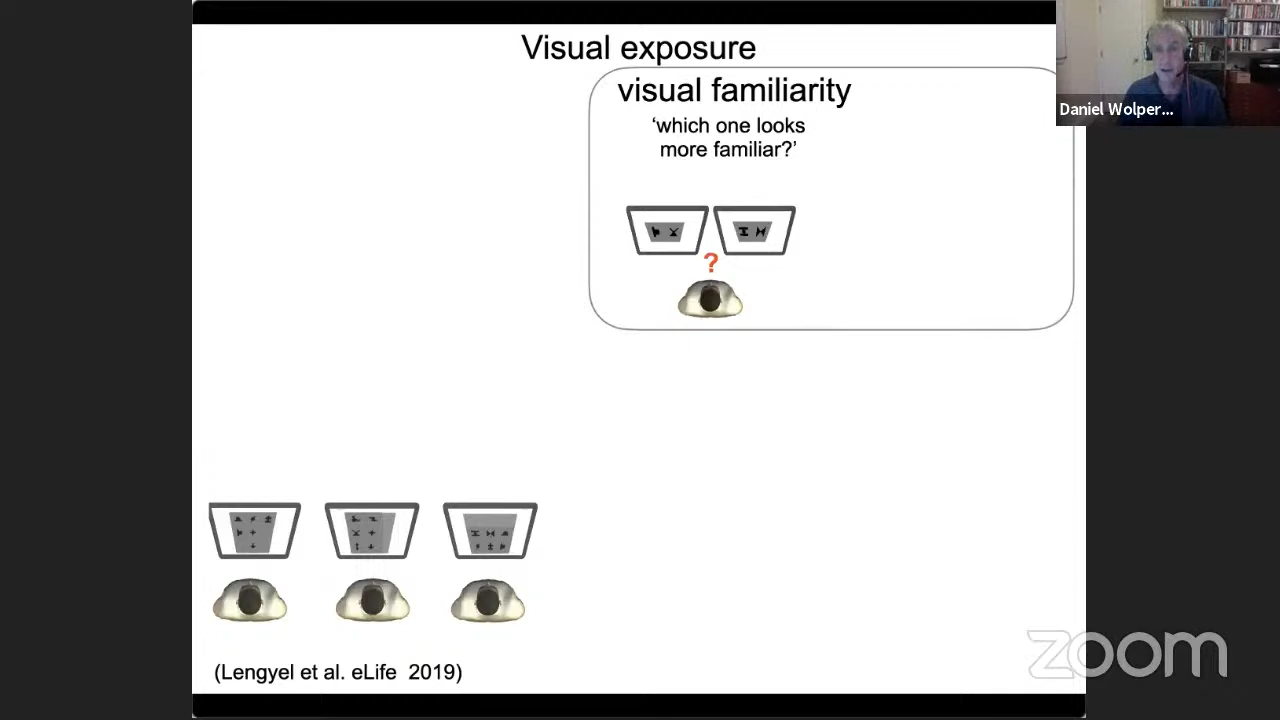 Visual exposure
visual familiarity
‘which one looks
more familiar?’
?
(Lengyel et al. eLife 2019)
Daniel Wolper...
zoom